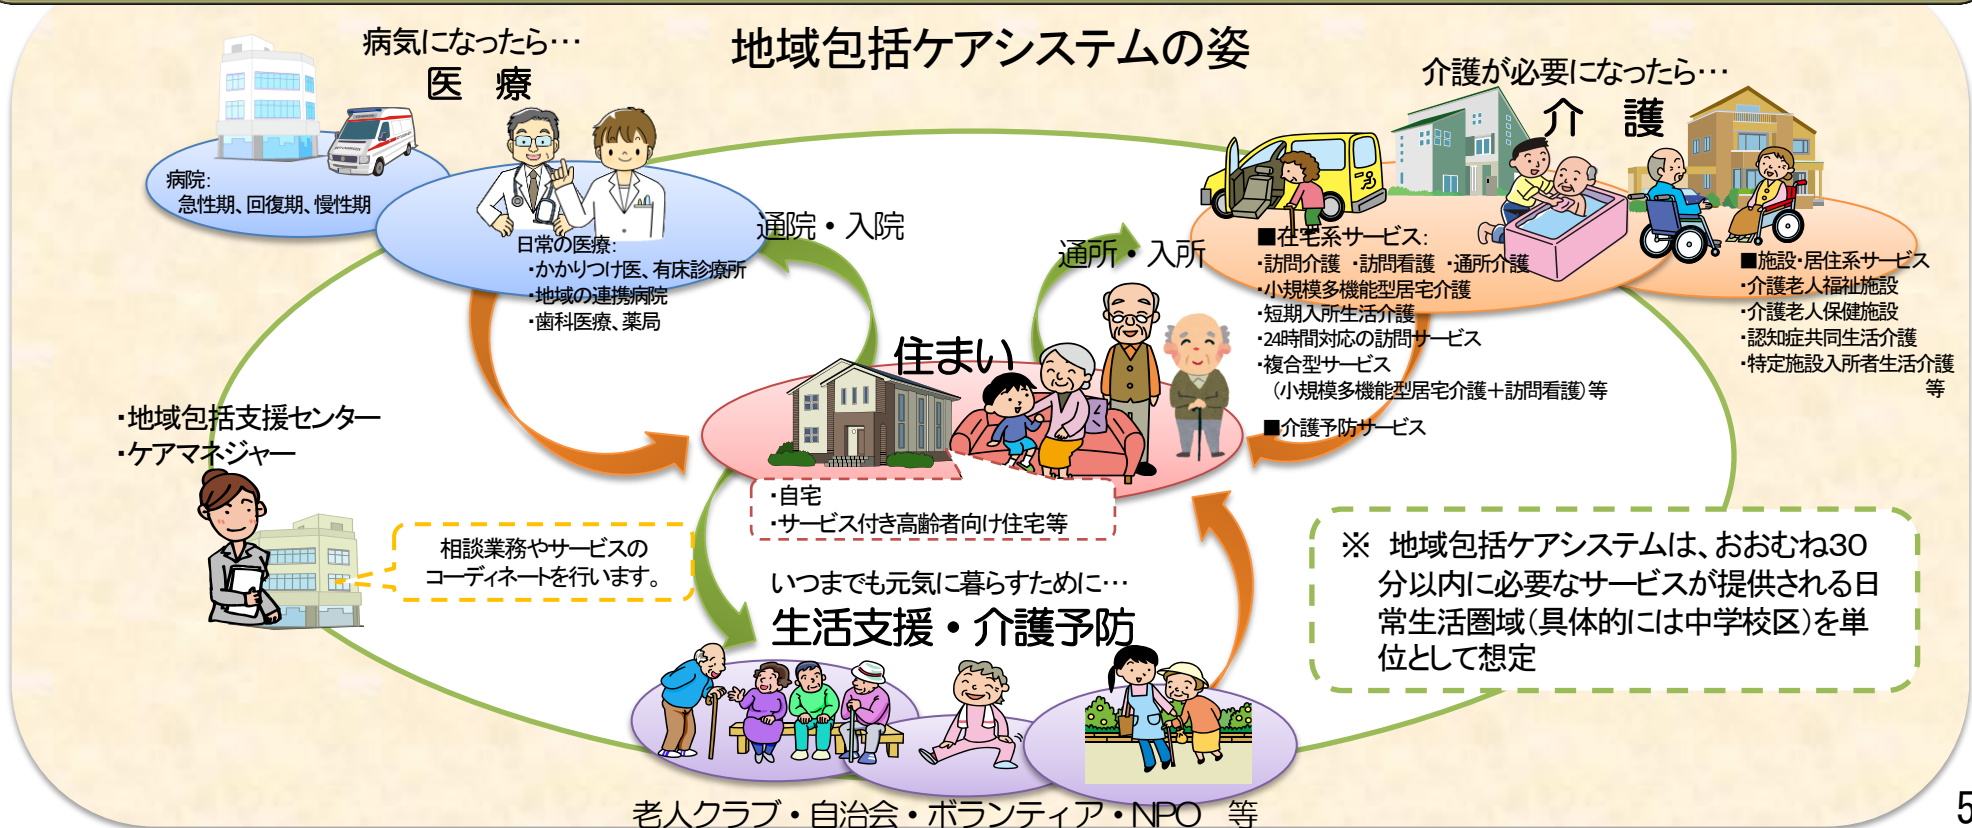 地域包括ケアシステムの姿
病気になったら…
医　療
病院:
急性期、回復期、慢性期
日常の医療:
・かかりつけ医、有床診療所
・地域の連携病院
・歯科医療、薬局
通院・入院
通所・入所
介護が必要になったら…
介　護
■在宅系サービス:
・訪問介護　・訪問看護　・通所介護
・小規模多機能型居宅介護
・短期入所生活介護
・24時間対応の訪問サービス
・複合型サービス
（小規模多機能型居宅介護＋訪問看護）等
■介護予防サービス
■施設・居住系サービス
・介護老人福祉施設
・介護老人保健施設
・認知症共同生活介護
・特定施設入所者生活介護
等
住まい
・自宅
・サービス付き高齢者向け住宅等
・地域包括支援センター
・ケアマネジャー
相談業務やサービスの
コーディネートを行います。
いつまでも元気に暮らすために…
生活支援・介護予防
老人クラブ・自治会・ボランティア・NPO　等
※　地域包括ケアシステムは、おおむね30
分以内に必要なサービスが提供される日
常生活圏域（具体的には中学校区）を単
位として想定
5